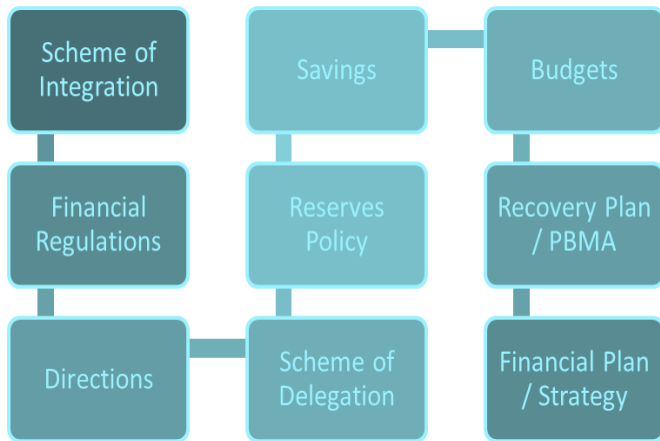 Scheme of
Integration
Financial
Regulations
Directions
Scheme of
Delegation
Reserves
Policy
Savings
Budgets
Recovery Plan
/ PBMA
Financial Plan
/ Strategy